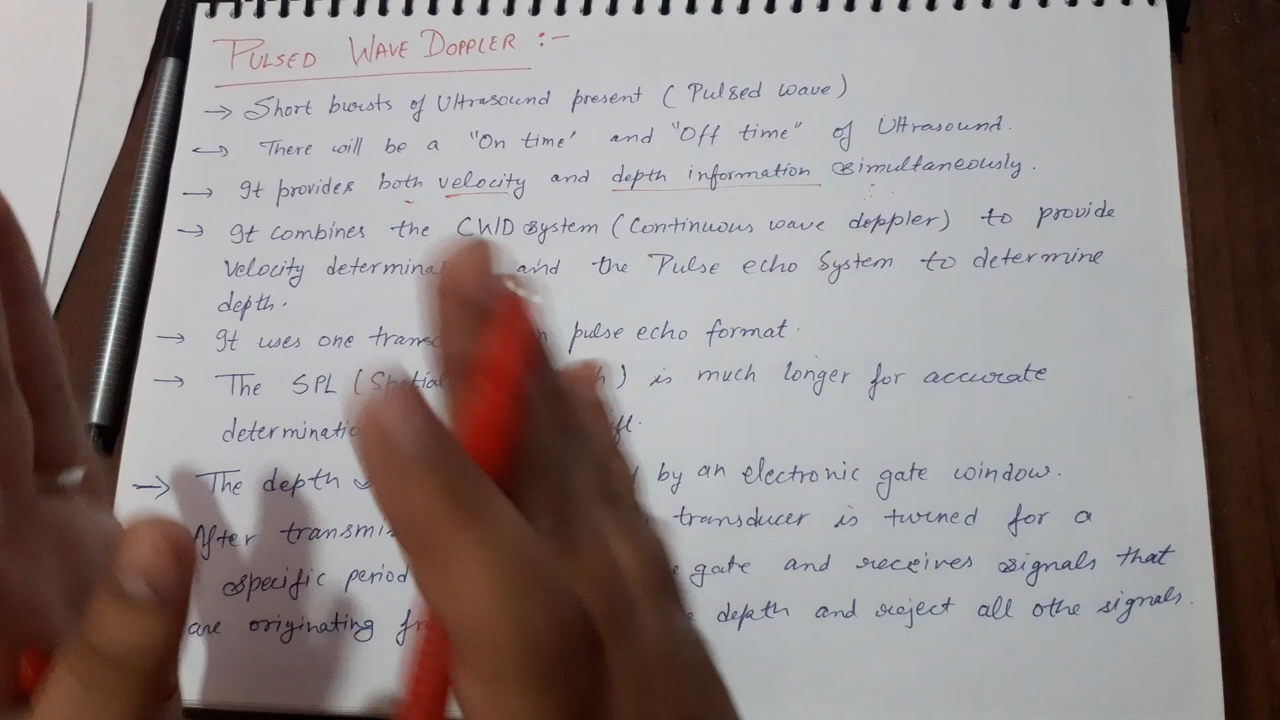 PULSED WAVE DOPPLER :-
→ Short bursts of Ultrasound present (Pulsed wave)
→ There will be a "On time" and "Off time" of Ultrasound.
→ It provides both velocity and depth information simultaneously.
→ It combines the CWD system (Continuous wave doppler) to provide
velocity and the Pulse echo System to determine
depth.
→ It uses one pulse echo format.
→ The SPL (Spatial ) is much longer for accurate
→ The depth by an electronic gate window.
After transducer is turned for a
specific period gate and receives signals that
are originating depth and reject all othe signals.